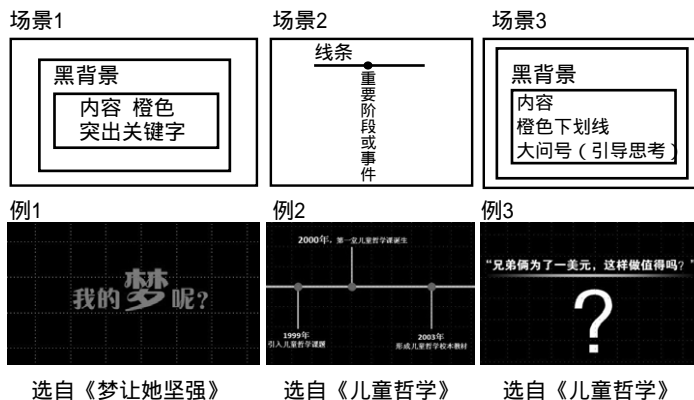 场景1
场景2
场景3
黑背景
内容 橙色
突出关键字
线条
重要阶段或事件
黑背景
内容
橙色下划线
大问号(引导思考)
例1
例2
例3
我的梦呢?
2000年,第一堂儿童哲学课诞生
1999年
引入儿童哲学课题
2003年
形成儿童哲学校本教材
“兄弟俩为了一美元,这样做值得吗?”
?
选自《梦让她坚强》
选自《儿童哲学》
选自《儿童哲学》